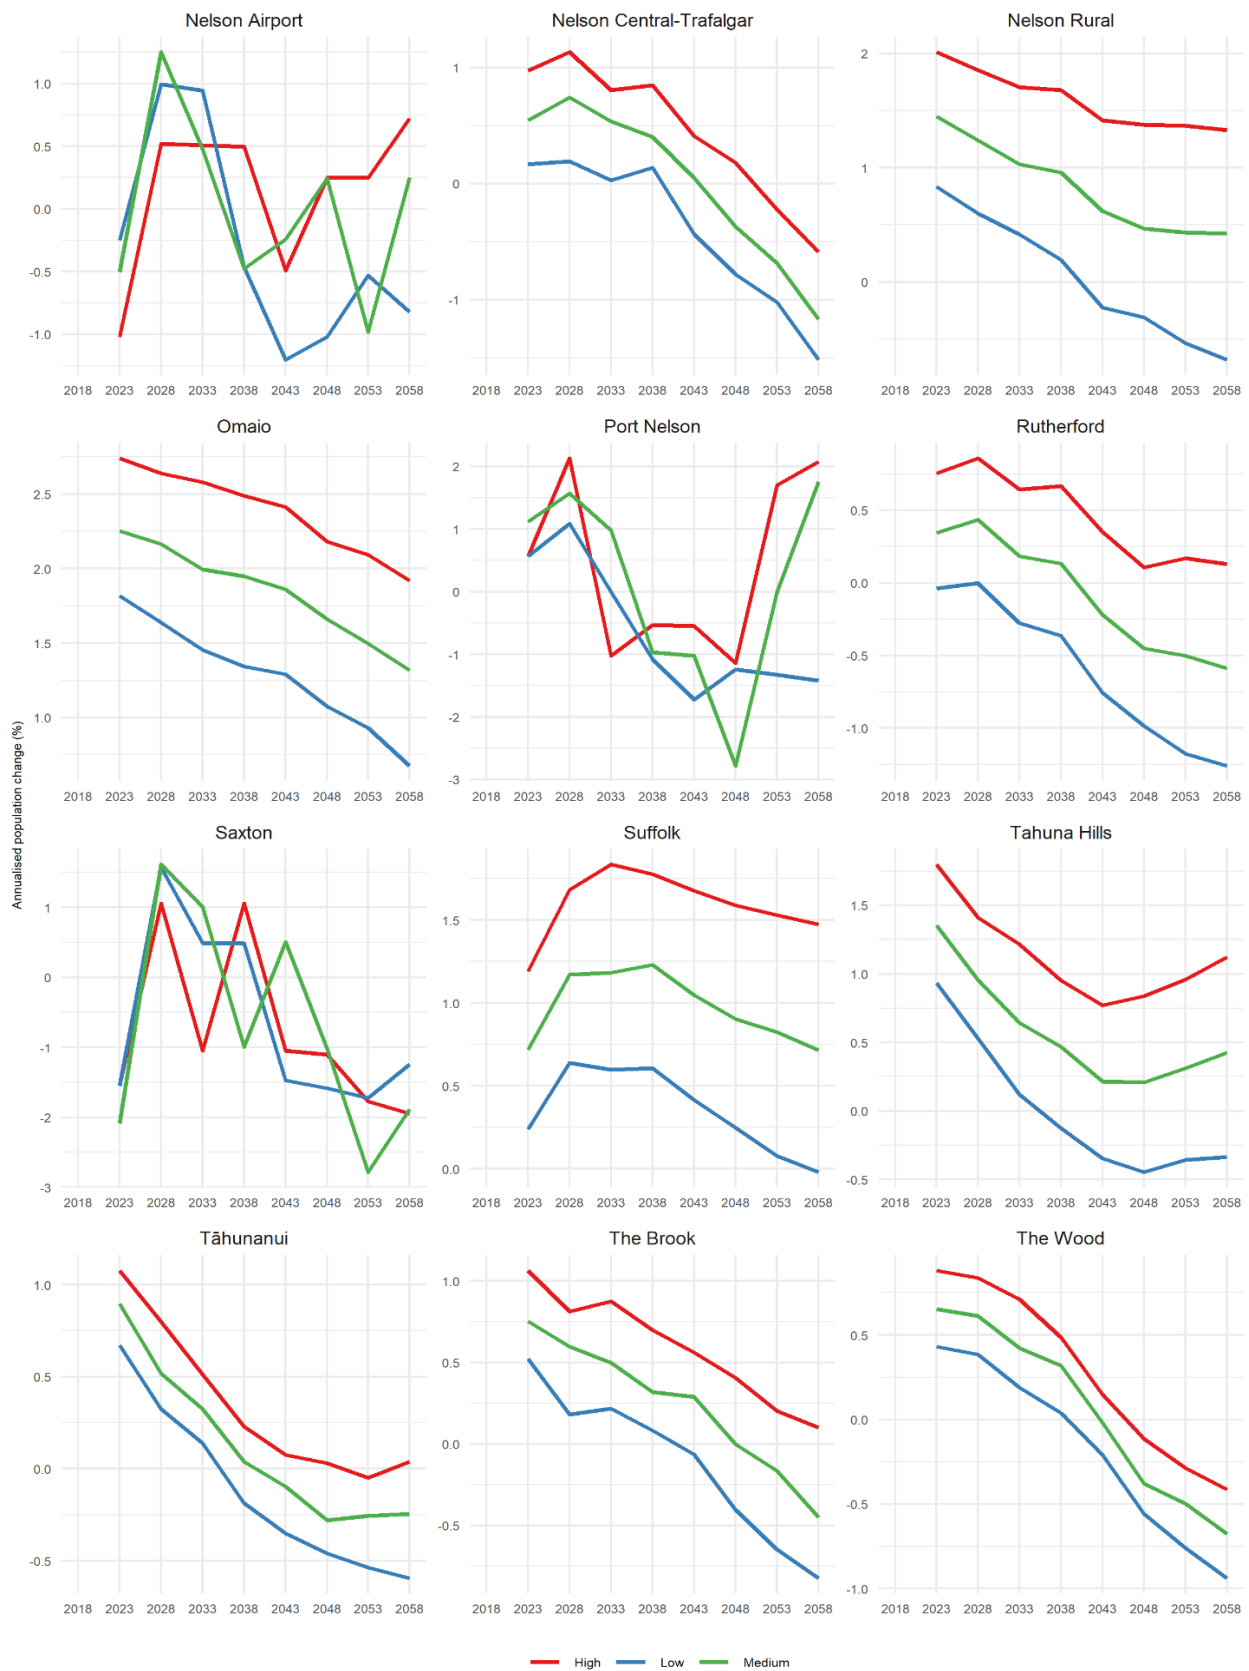 Nelson Airport
Nelson Central-Trafalgar
Nelson Rural
1.0
0.5
0.0
-0.5
-1.0
1
0
-1
2
1
0
2018 2023 2028 2033 2038 2043 2048 2053 2058
2018 2023 2028 2033 2038 2043 2048 2053 2058
2018 2023 2028 2033 2038 2043 2048 2053 2058
Omaio
Port Nelson
Rutherford
2.5
2.0
1.5
1.0
2
1
0
-1
-2
-3
0.5
0.0
-0.5
-1.0
2018 2023 2028 2033 2038 2043 2048 2053 2058
2018 2023 2028 2033 2038 2043 2048 2053 2058
2018 2023 2028 2033 2038 2043 2048 2053 2058
Annualised population change (%)
Saxton
Suffolk
Tahuna Hills
1
0
-1
-2
-3
1.5
1.0
0.5
0.0
1.5
1.0
0.5
0.0
-0.5
2018 2023 2028 2033 2038 2043 2048 2053 2058
2018 2023 2028 2033 2038 2043 2048 2053 2058
2018 2023 2028 2033 2038 2043 2048 2053 2058
Tāhunanui
The Brook
The Wood
1.0
0.5
0.0
-0.5
1.0
0.5
0.0
-0.5
0.5
0.0
-0.5
-1.0
2018 2023 2028 2033 2038 2043 2048 2053 2058
2018 2023 2028 2033 2038 2043 2048 2053 2058
2018 2023 2028 2033 2038 2043 2048 2053 2058
High Low Medium